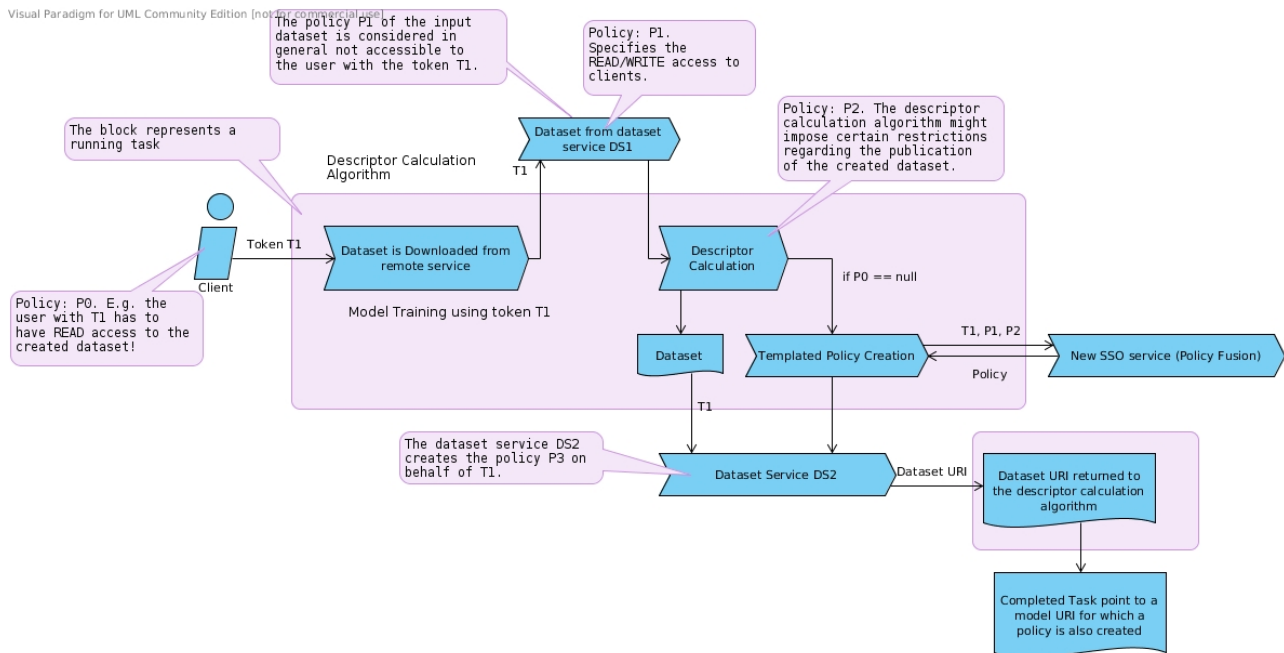 Visual Paradigm for UML Community Edition [not for commercial use]
The policy P1 of the input
dataset is considered in
general not accessible to
the user with the token T1.
Policy: P1.
Specifies the
READ/WRITE access to
clients.
Policy: P2. The descriptor
calculation algorithm might
impose certain restrictions
regarding the publication
of the created dataset.
The block represents a
running task
Dataset from dataset
service DS1
Descriptor Calculation
Algorithm
T1
Token T1
Dataset is Downloaded from
remote service
Descriptor
Calculation
if P0 == null
Client
Policy: P0. E.g. the
user with T1 has to
have READ access to the
created dataset!
Model Training using token T1
Dataset
Templated Policy Creation
T1, P1, P2
New SSO service (Policy Fusion)
Policy
T1
The dataset service DS2
creates the policy P3 on
behalf of T1.
Dataset Service DS2
Dataset URI
Dataset URI returned to
the descriptor calculation
algorithm
Completed Task point to a
model URI for which a
policy is also created